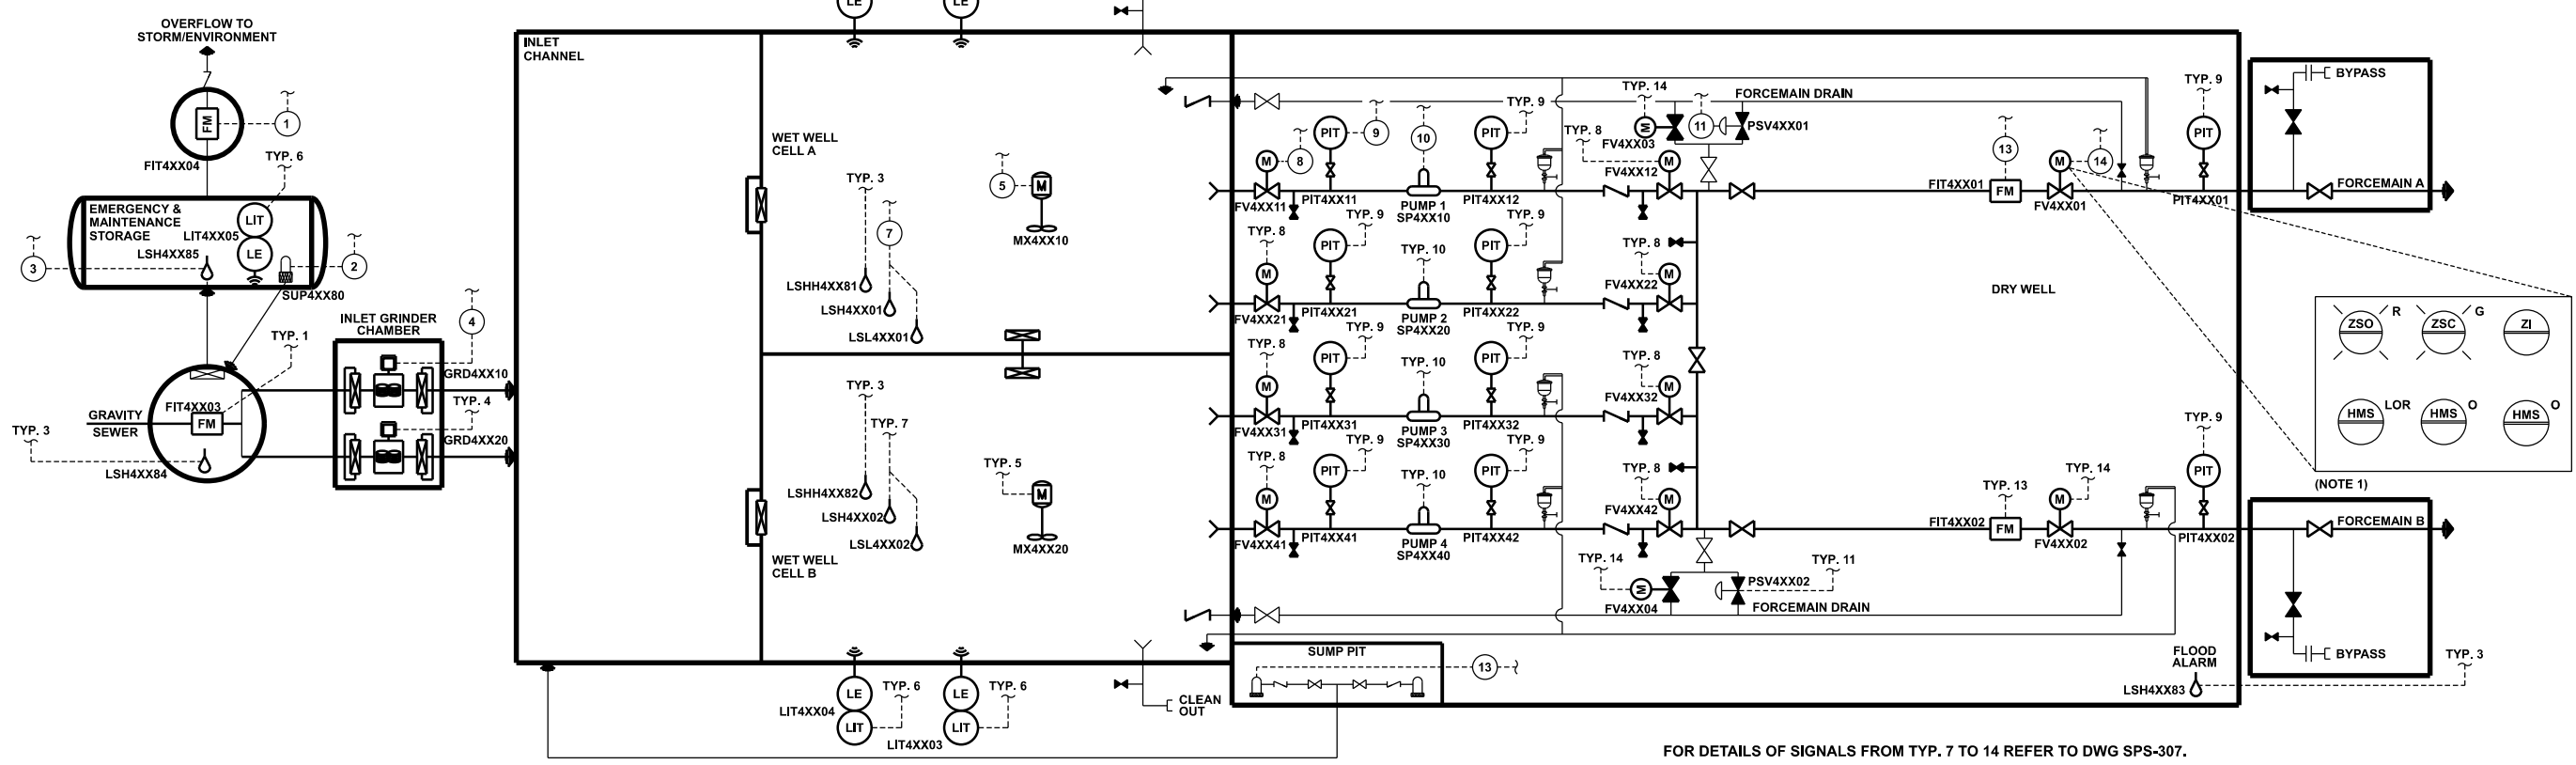 OVERFLOW TO
STORM/ENVIRONMENT
FM
1
FIT4XX04
TYP. 6
EMERGENCY &
MAINTENANCE
STORAGE
LIT
LIT4XX05
LE
LSH4XX85
3
2
SUP4XX80
INLET GRINDER
CHAMBER
4
TYP. 1
GRD4XX10
TYP. 4
GRAVITY
SEWER
FIT4XX03
FM
GRD4XX20
TYP. 3
LSH4XX84
LE
LE
INLET
CHANNEL
WET WELL
CELL A
TYP. 3
5
M
MX4XX10
7
LSHH4XX81
LSH4XX01
LSL4XX01
TYP. 3
TYP. 7
LSHH4XX82
LSH4XX02
LSL4XX02
TYP. 5
M
MX4XX20
WET WELL
CELL B
LE
LE
TYP. 6
TYP. 6
LIT4XX04
LIT
LIT
LIT4XX03
CLEAN
OUT
M
8
PIT
9
10
PIT
TYP. 9
TYP. 8
M
FV4XX11
PIT4XX11
PUMP 1
SP4XX10
PIT4XX12
FV4XX12
TYP. 14
M
FV4XX03
11
PSV4XX01
FORCEMAIN DRAIN
13
FIT4XX01
FM
M
14
FV4XX01
TYP. 9
PIT
PIT4XX01
BYPASS
FORCEMAIN A
TYP. 8
M
TYP. 9
PIT
TYP. 10
TYP. 9
PIT
TYP. 8
M
FV4XX21
PIT4XX21
PUMP 2
SP4XX20
PIT4XX22
FV4XX22
DRY WELL
TYP. 8
M
TYP. 9
PIT
TYP. 10
TYP. 9
PIT
TYP. 8
M
FV4XX31
PIT4XX31
PUMP 3
SP4XX30
PIT4XX32
FV4XX32
TYP. 8
M
TYP. 9
PIT
TYP. 10
TYP. 9
PIT
TYP. 8
M
FV4XX41
PIT4XX41
PUMP 4
SP4XX40
PIT4XX42
FV4XX42
TYP. 13
FIT4XX02
FM
TYP. 14
M
FV4XX02
TYP. 9
PIT
PIT4XX02
FORCEMAIN B
BYPASS
TYP. 14
M
FV4XX04
PSV4XX02
TYP. 11
FORCEMAIN DRAIN
SUMP PIT
13
FLOOD
ALARM
LSH4XX83
TYP. 3
ZSO R
ZSC G
ZI
HMS LOR
HMS O
HMS O
(NOTE 1)
FOR DETAILS OF SIGNALS FROM TYP. 7 TO 14 REFER TO DWG SPS-307.